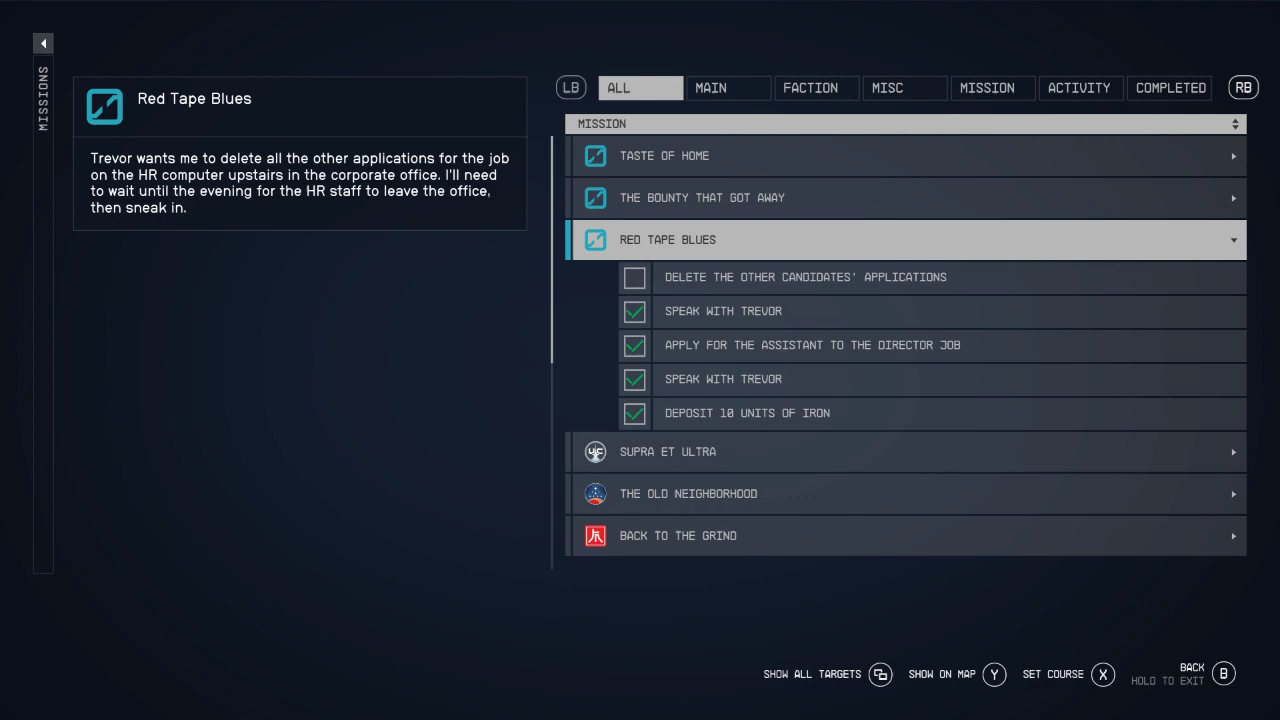 MISSIONS
Red Tape Blues
Trevor wants me to delete all the other applications for the job
on the HR computer upstairs in the corporate office. I'll need
to wait until the evening for the HR staff to leave the office,
then sneak in.
LB ALL MAIN FACTION MISC MISSION ACTIVITY COMPLETED RB
MISSION
TASTE OF HOME
THE BOUNTY THAT GOT AWAY
RED TAPE BLUES
DELETE THE OTHER CANDIDATES' APPLICATIONS
SPEAK WITH TREVOR
APPLY FOR THE ASSISTANT TO THE DIRECTOR JOB
SPEAK WITH TREVOR
DEPOSIT 10 UNITS OF IRON
UC SUPRA ET ULTRA
THE OLD NEIGHBORHOOD
BACK TO THE GRIND
SHOW ALL TARGETS SHOW ON MAP Y SET COURSE X BACK B
HOLD TO EXIT